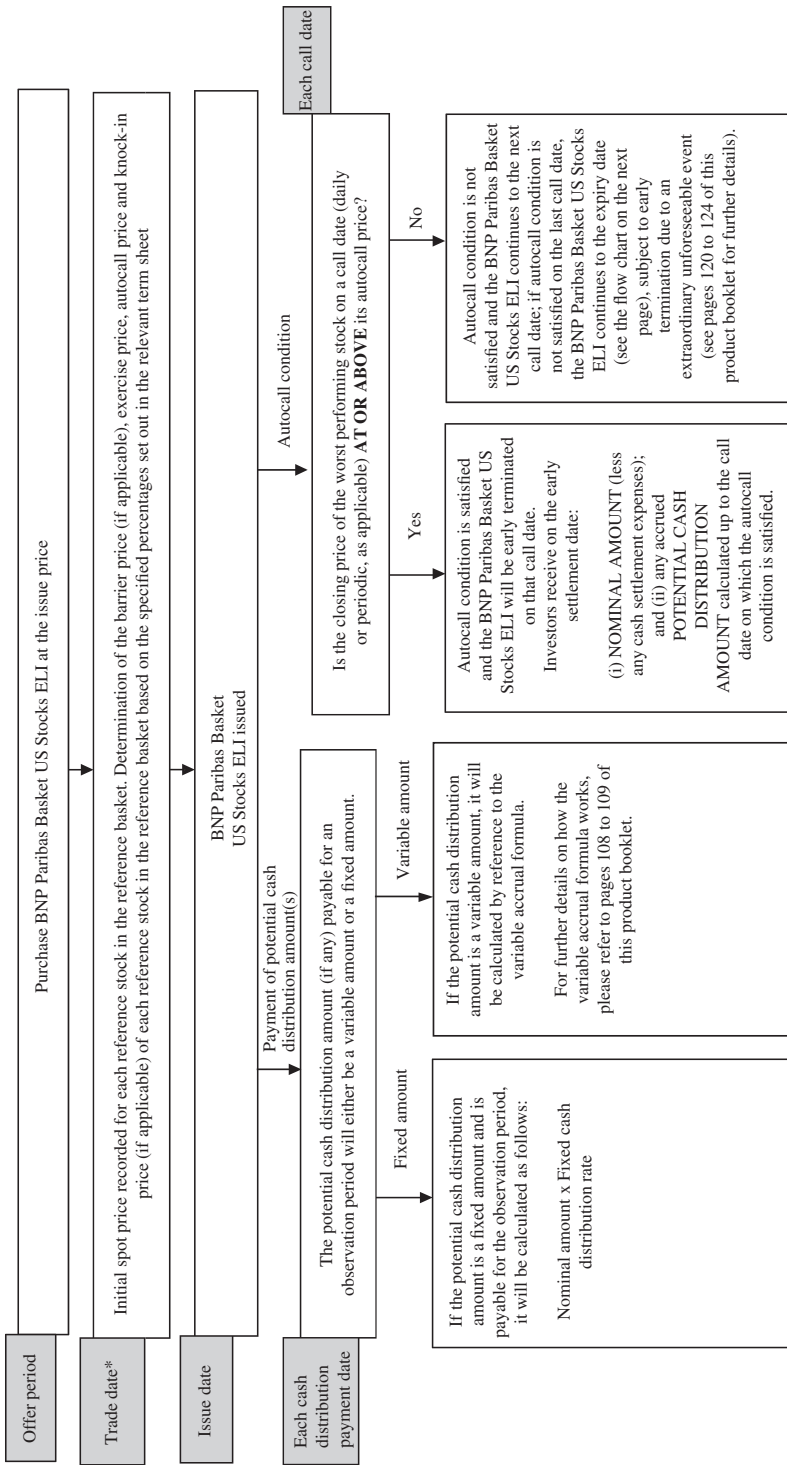 Offer period
Purchase BNP Paribas Basket US Stocks ELI at the issue price
Trade date*
Initial spot price recorded for each reference stock in the reference basket. Determination of the barrier price (if applicable), exercise price, autocall price and knock-in
price (if applicable) of each reference stock in the reference basket based on the specified percentages set out in the relevant term sheet
Issue date
BNP Paribas Basket
US Stocks ELI issued
Payment of potential cash
distribution amount(s)
Autocall condition
Each cash
distribution
payment date
The potential cash distribution amount (if any) payable for an
observation period will either be a variable amount or a fixed amount.
Each call date
Is the closing price of the worst performing stock on a call date (daily
or periodic, as applicable) AT OR ABOVE its autocall price?
Fixed amount
Variable amount
Yes
No
If the potential cash distribution
amount is a fixed amount and is
payable for the observation period,
it will be calculated as follows:
Nominal amount x Fixed cash
distribution rate
If the potential cash distribution
amount is a variable amount, it will
be calculated by reference to the
variable accrual formula.
For further details on how the
variable accrual formula works,
please refer to pages 108 to 109 of
this product booklet.
Autocall condition is satisfied
and the BNP Paribas Basket US
Stocks ELI will be early terminated
on that call date.
Investors receive on the early
settlement date:
(i) NOMINAL AMOUNT (less
any cash settlement expenses);
and (ii) any accrued
POTENTIAL CASH
DISTRIBUTION
AMOUNT calculated up to the call
date on which the autocall
condition is satisfied.
Autocall condition is not
satisfied and the BNP Paribas Basket
US Stocks ELI continues to the next
call date; if autocall condition is
not satisfied on the last call date,
the BNP Paribas Basket US Stocks
ELI continues to the expiry date
(see the flow chart on the next
page), subject to early
termination due to an
extraordinary unforeseeable event
(see pages 120 to 124 of this
product booklet for further details).